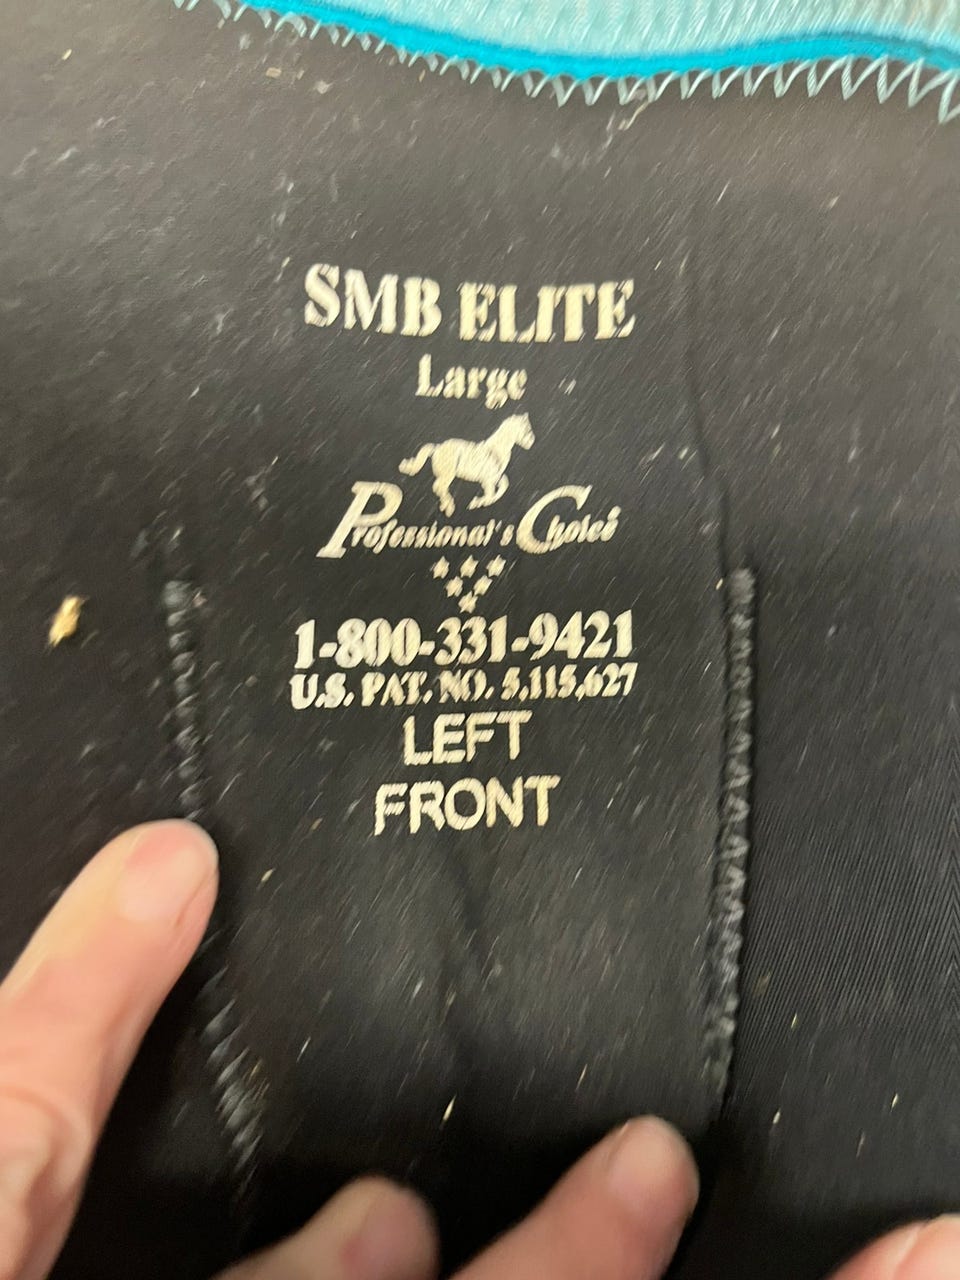 SMB ELITE
Large
Professional's Choice
1-800-331-9421
U.S. PAT. NO. 5,115,627
LEFT
FRONT